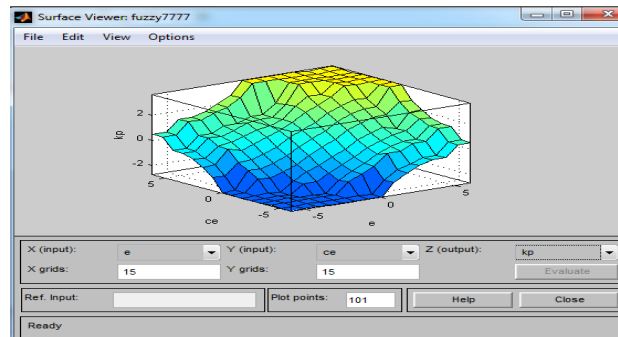 Surface Viewer: fuzzy7777
File Edit View Options
2
0
-2
kp
5
0
-5
ce
-5
0
5
e
X (input): e Y (input): ce Z (output): kp
X grids: 15 Y grids: 15 Evaluate
Ref. Input: Plot points: 101 Help Close
Ready